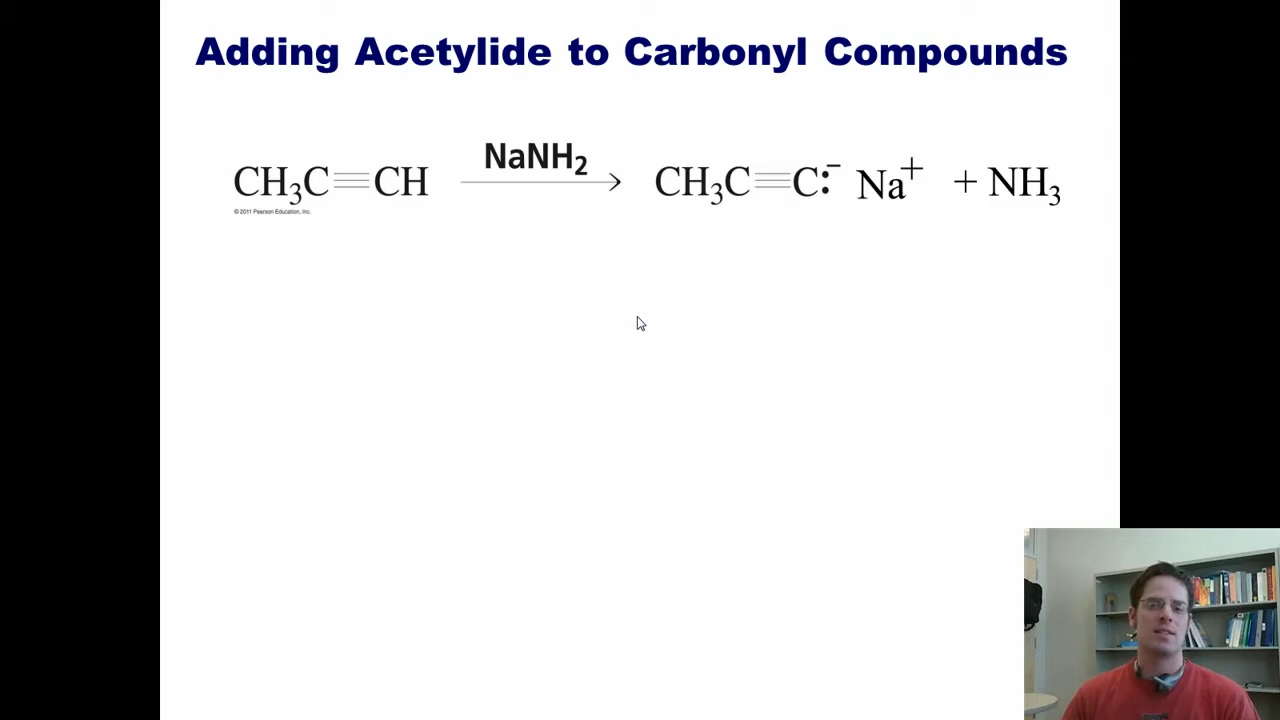 Adding Acetylide to Carbonyl Compounds
NaNH₂
CH₃C≡CH → CH₃C≡C:⁻ Na⁺ + NH₃
© 2011 Pearson Education, Inc.